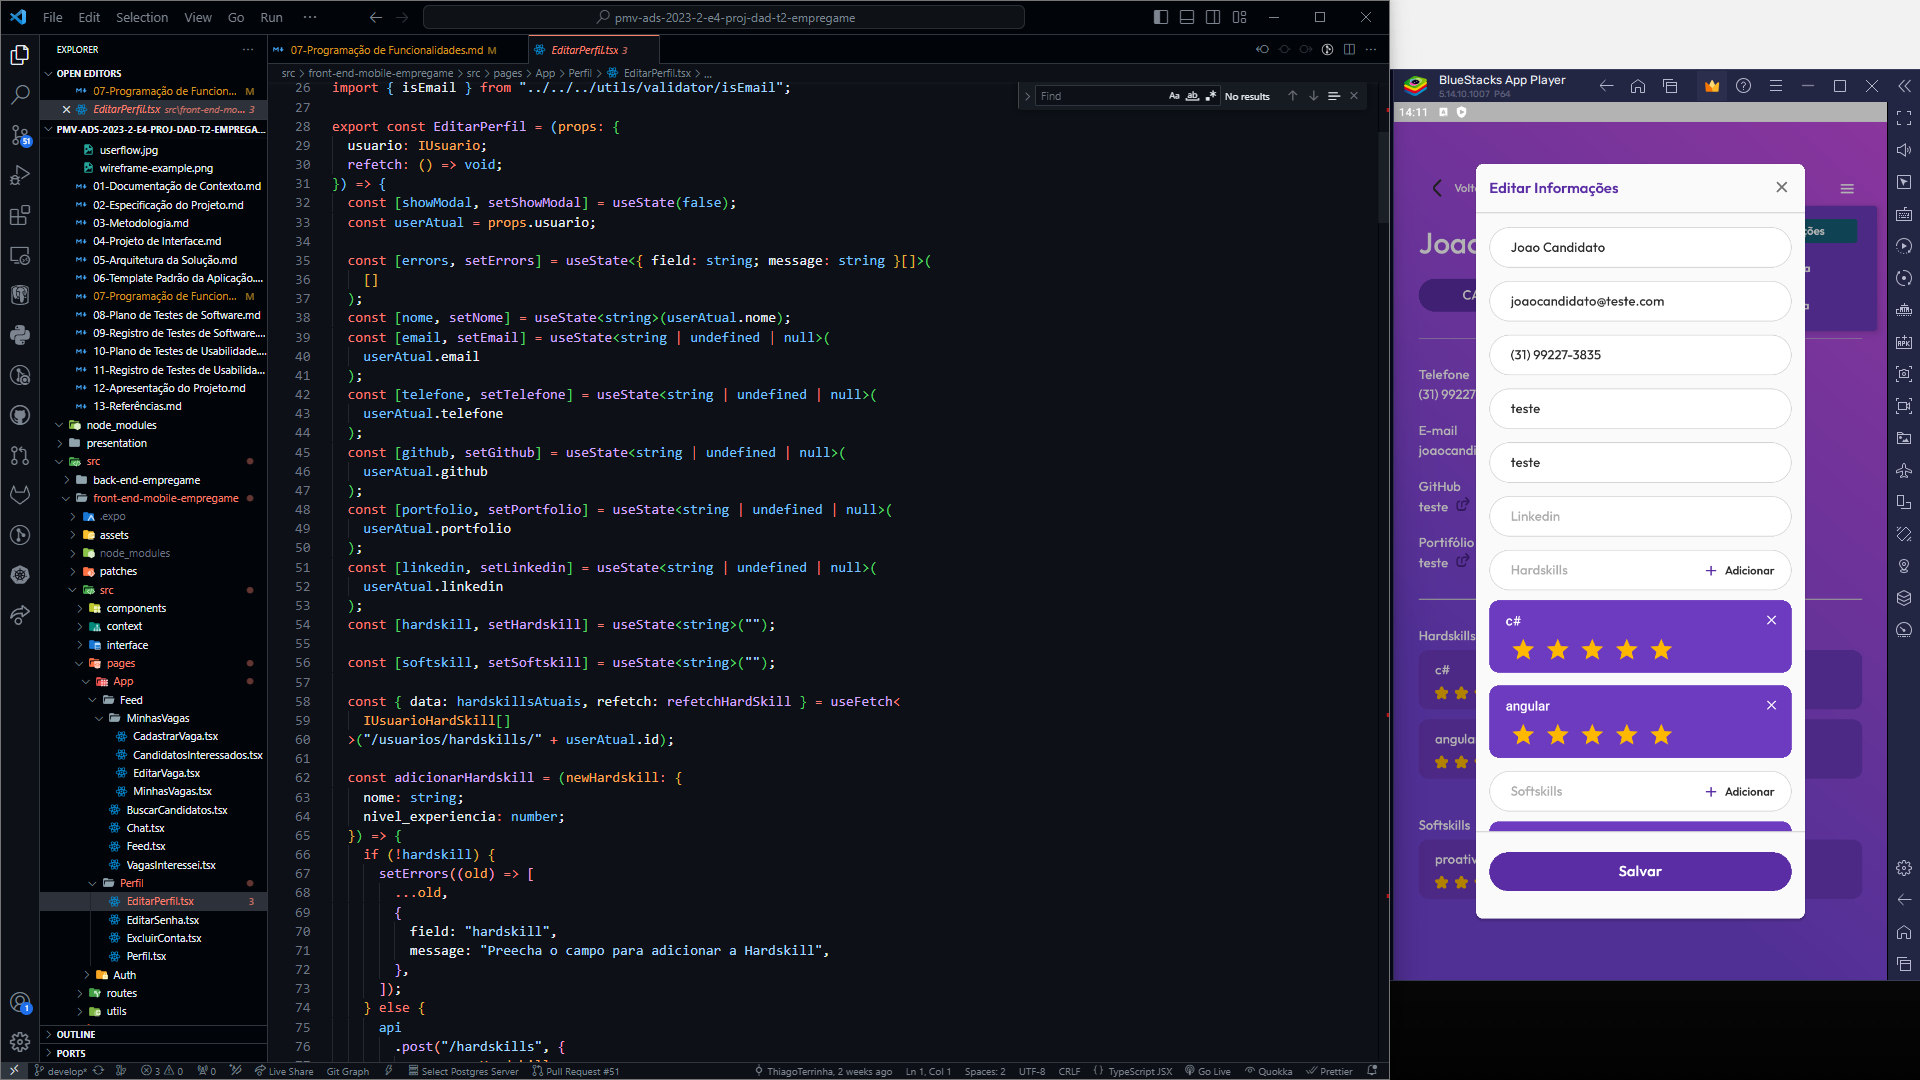 File Edit Selection View Go Run ···
pmv-ads-2023-2-e4-proj-dad-t2-empregame
EXPLORER
OPEN EDITORS
07-Programação de Funcion... M
EditarPerfil.tsx src\front-end-mo... 3
PMV-ADS-2023-2-E4-PROJ-DAD-T2-EMPREGA...
userflow.jpg
wireframe-example.png
01-Documentação de Contexto.md
02-Especificação do Projeto.md
03-Metodologia.md
04-Projeto de Interface.md
05-Arquitetura da Solução.md
06-Template Padrão da Aplicação....
07-Programação de Funcion... M
08-Plano de Testes de Software.md
09-Registro de Testes de Software....
10-Plano de Testes de Usabilidade....
11-Registro de Testes de Usabilida...
12-Apresentação do Projeto.md
13-Referências.md
node_modules
presentation
src
back-end-empregame
front-end-mobile-empregame
.expo
assets
node_modules
patches
src
components
context
interface
pages
App
Feed
MinhasVagas
CadastrarVaga.tsx
CandidatosInteressados.tsx
EditarVaga.tsx
MinhasVagas.tsx
BuscarCandidatos.tsx
Chat.tsx
Feed.tsx
VagasInteressei.tsx
Perfil
EditarPerfil.tsx 3
EditarSenha.tsx
ExcluirConta.tsx
Perfil.tsx
Auth
routes
utils
OUTLINE
PORTS
07-Programação de Funcionalidades.md M
EditarPerfil.tsx 3
src > front-end-mobile-empregame > src > pages > App > Perfil > EditarPerfil.tsx > ...
Find
Aa ab .* No results
26 import { isEmail } from "../../../utils/validator/isEmail";
27
28 export const EditarPerfil = (props: {
29 usuario: IUsuario;
30 refetch: () => void;
31 }) => {
32 const [showModal, setShowModal] = useState(false);
33 const userAtual = props.usuario;
34
35 const [errors, setErrors] = useState<{ field: string; message: string }[]>(
36 []
37 );
38 const [nome, setNome] = useState<string>(userAtual.nome);
39 const [email, setEmail] = useState<string | undefined | null>(
40 userAtual.email
41 );
42 const [telefone, setTelefone] = useState<string | undefined | null>(
43 userAtual.telefone
44 );
45 const [github, setGithub] = useState<string | undefined | null>(
46 userAtual.github
47 );
48 const [portfolio, setPortfolio] = useState<string | undefined | null>(
49 userAtual.portfolio
50 );
51 const [linkedin, setLinkedin] = useState<string | undefined | null>(
52 userAtual.linkedin
53 );
54 const [hardskill, setHardskill] = useState<string>("");
55
56 const [softskill, setSoftskill] = useState<string>("");
57
58 const { data: hardskillsAtuais, refetch: refetchHardSkill } = useFetch<
59 IUsuarioHardSkill[]
60 >("/usuarios/hardskills/" + userAtual.id);
61
62 const adicionarHardskill = (newHardskill: {
63 nome: string;
64 nivel_experiencia: number;
65 }) => {
66 if (!hardskill) {
67 setErrors((old) => [
68 ...old,
69 {
70 field: "hardskill",
71 message: "Preecha o campo para adicionar a Hardskill",
72 },
73 ]);
74 } else {
75 api
76 .post("/hardskills", {
develop* 3 0 0 Live Share Git Graph Select Postgres Server Pull Request #51
ThiagoTerrinha, 2 weeks ago Ln 1, Col 1 Spaces: 2 UTF-8 CRLF {} TypeScript JSX Go Live Quokka Prettier
51
1
BlueStacks App Player
5.14.10.1007 P64
14:11
Volt
Joao
CA
ções
a
a
Telefone
(31) 99227
E-mail
joaocandi
GitHub
teste
Portifólio
teste
Hardskills
c#
angula
Softskills
proativ
Editar Informações
Joao Candidato
joaocandidato@teste.com
(31) 99227-3835
teste
teste
Linkedin
Hardskills + Adicionar
c#
angular
Softskills + Adicionar
Salvar